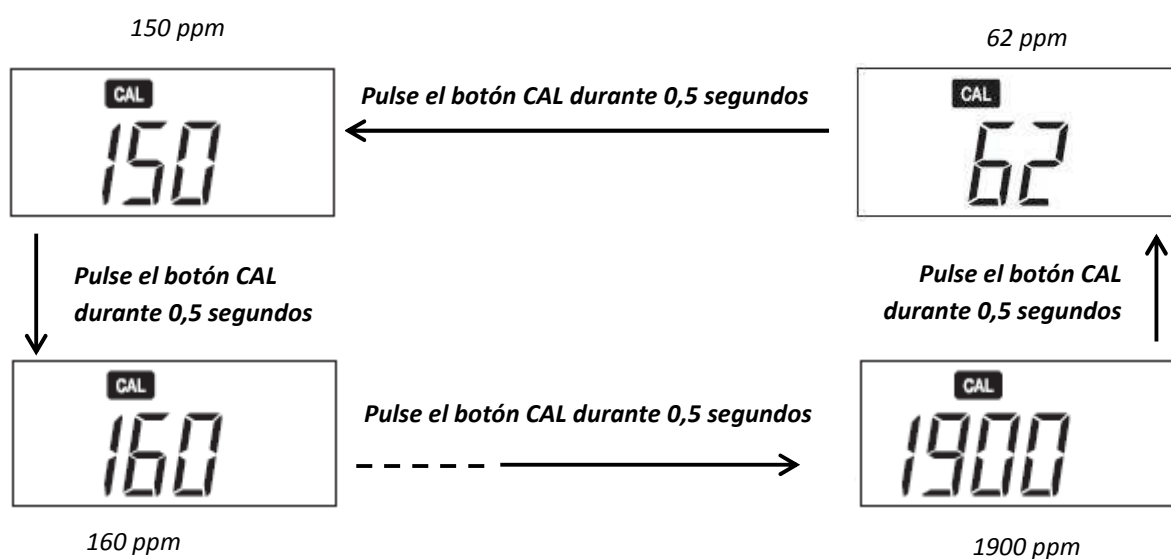 150 ppm
62 ppm
CAL
150
Pulse el botón CAL durante 0,5 segundos
CAL
62
Pulse el botón CAL
durante 0,5 segundos
Pulse el botón CAL
durante 0,5 segundos
CAL
160
Pulse el botón CAL durante 0,5 segundos
CAL
1900
160 ppm
1900 ppm